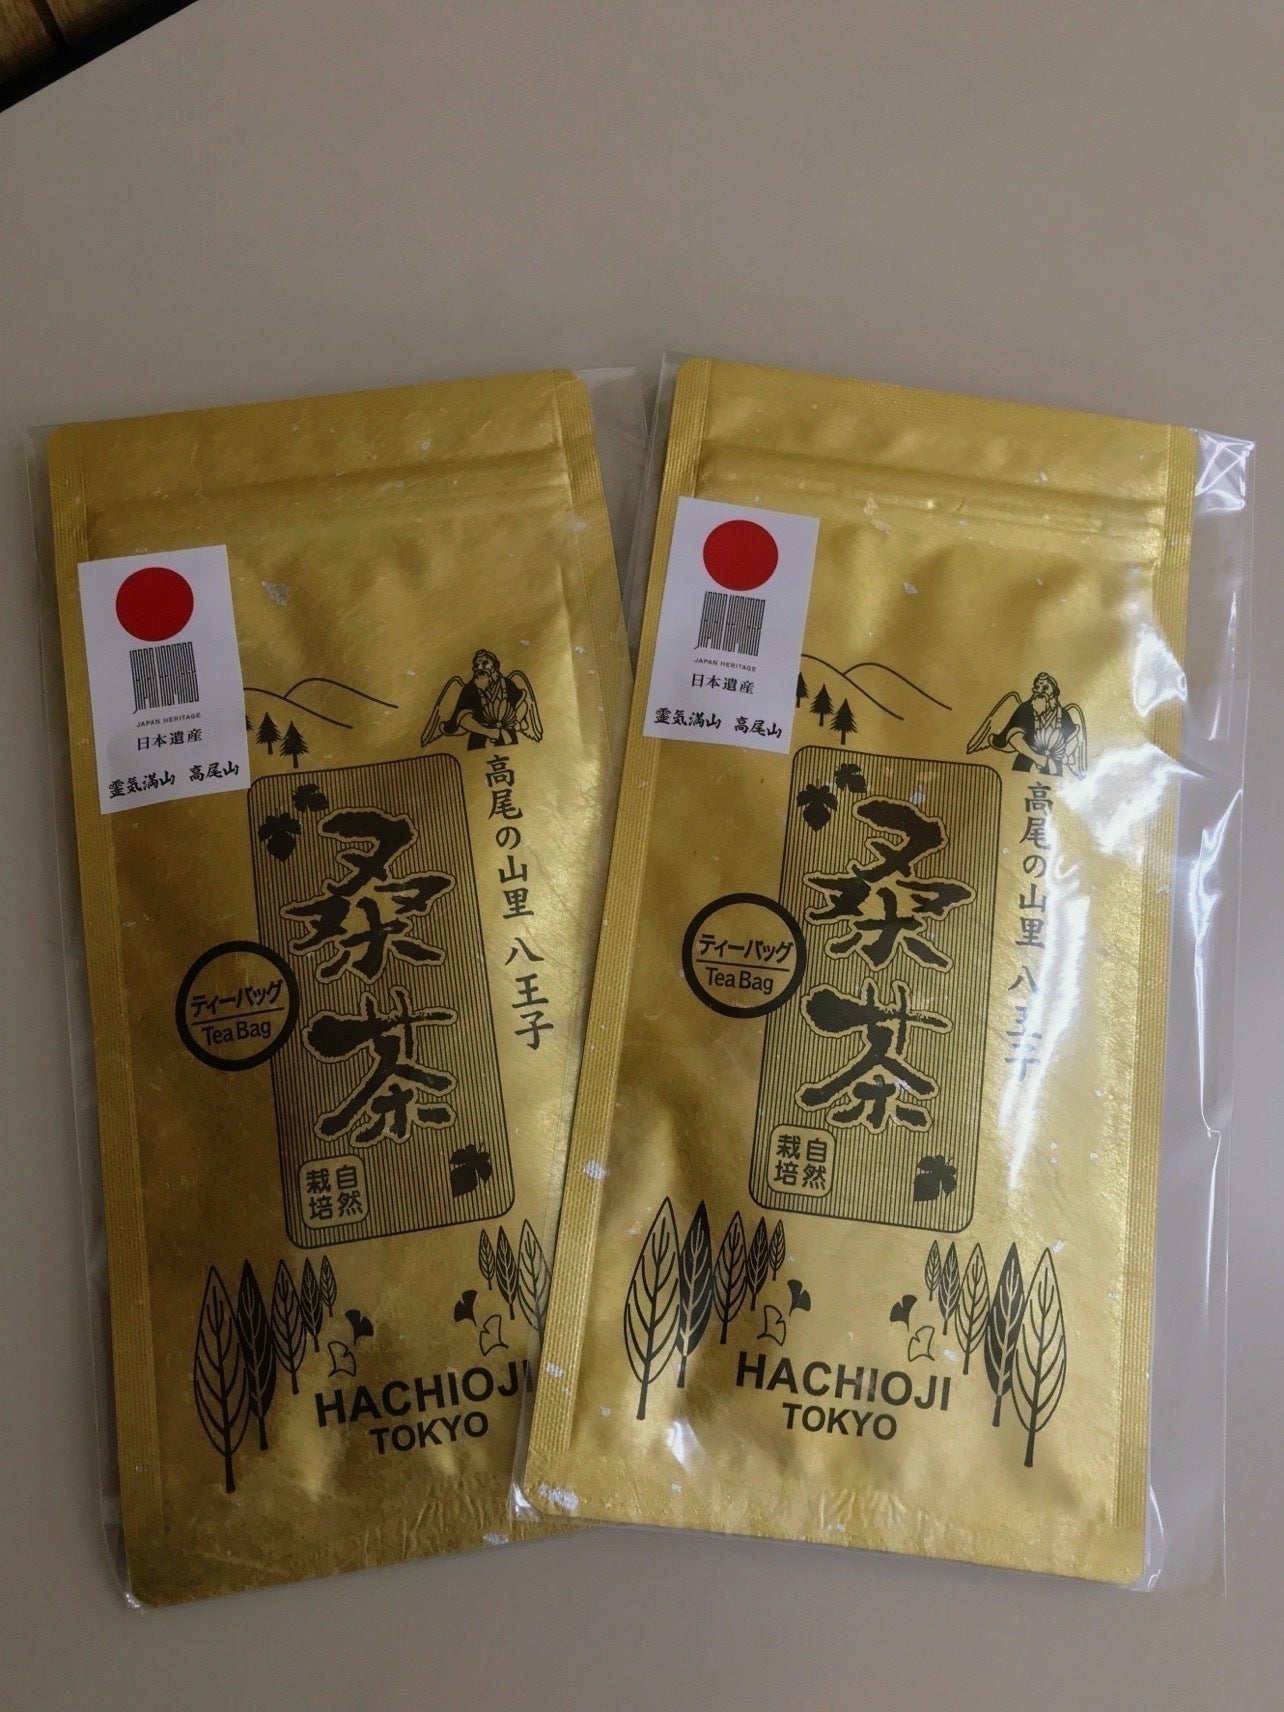 JAPAN HERITAGE
日本遺産
霊気満山 高尾山
高尾の山里 八王子
桑茶
ティーバッグ
Tea Bag
自然
栽培
HACHIOJI
TOKYO
JAPAN HERITAGE
日本遺産
霊気満山 高尾山
高尾の山里 八王子
桑茶
ティーバッグ
Tea Bag
自然
栽培
HACHIOJI
TOKYO